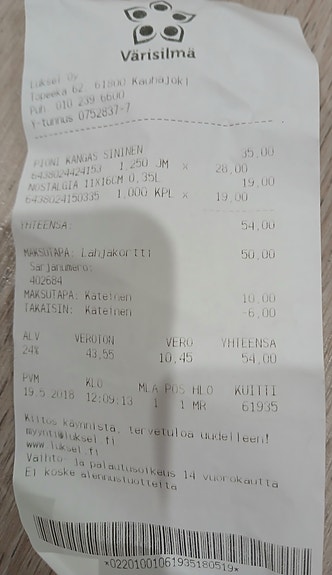 Värisilmä
Luksel Oy
Topeeka 62, 61800 Kauhajoki
Puh. 010 239 6600
Y-tunnus 0752837-7
PIONI KANGAS SININEN 35,00
6438024424153 1,250 JM x 28,00
NOSTALGIA 11X16CM 0,35L 19,00
6438024150335 1,000 KPL x 19,00
YHTEENSÄ: 54,00
MAKSUTAPA: Lahjakortti 50,00
Sarjanumero:
402684
MAKSUTAPA: Käteinen 10,00
TAKAISIN: Käteinen -6,00
ALV VEROTON VERO YHTEENSÄ
24% 43,55 10,45 54,00
PVM KLO MLA POS HLO KUITTI
19.5.2018 12:09:13 1 1 MR 61935
Kiitos käynnistä, tervetuloa uudelleen!
myynti@luksel.fi
www.luksel.fi
Vaihto- ja palautusoikeus 14 vuorokautta
Ei koske alennustuotteita
*02201001061935180519*